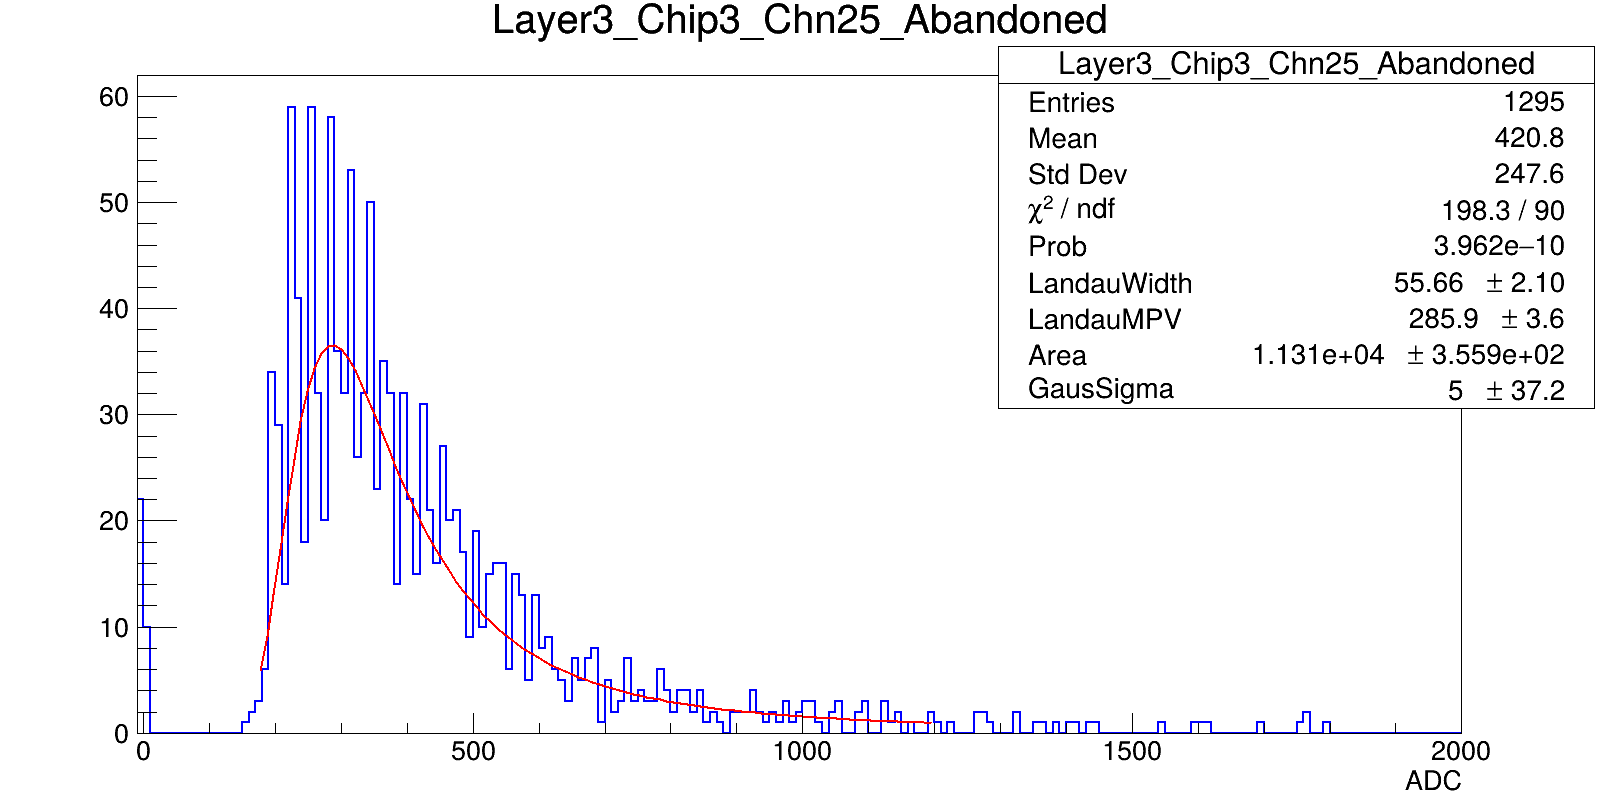 Layer3_Chip3_Chn25_Abandoned
Layer3_Chip3_Chn25_Abandoned
Entries 1295
Mean 420.8
Std Dev 247.6
χ² / ndf 198.3 / 90
Prob 3.962e−10
LandauWidth 55.66 ± 2.10
LandauMPV 285.9 ± 3.6
Area 1.131e+04 ± 3.559e+02
GausSigma 5 ± 37.2
60
50
40
30
20
10
0
0 500 1000 1500 2000
ADC